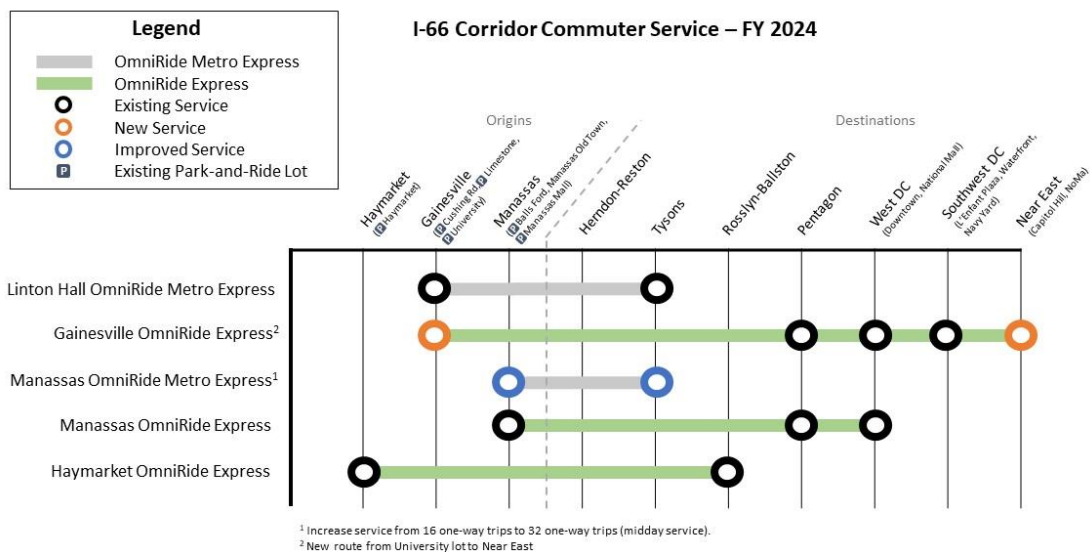 Legend
OmniRide Metro Express
OmniRide Express
Existing Service
New Service
Improved Service
P Existing Park-and-Ride Lot
I-66 Corridor Commuter Service – FY 2024
Origins
Destinations
Haymarket
(P Haymarket)
Gainesville
(P Cushing Rd, P Limestone,
P University)
Manassas
(P Balls Ford, Manassas Old Town,
P Manassas Mall)
Herndon-Reston
Tysons
Rosslyn-Ballston
Pentagon
West DC
(Downtown, National Mall)
Southwest DC
(L'Enfant Plaza, Waterfront,
Navy Yard)
Near East
(Capitol Hill, NoMa)
Linton Hall OmniRide Metro Express
Gainesville OmniRide Express2
Manassas OmniRide Metro Express1
Manassas OmniRide Express
Haymarket OmniRide Express
1 Increase service from 16 one-way trips to 32 one-way trips (midday service).
2 New route from University lot to Near East